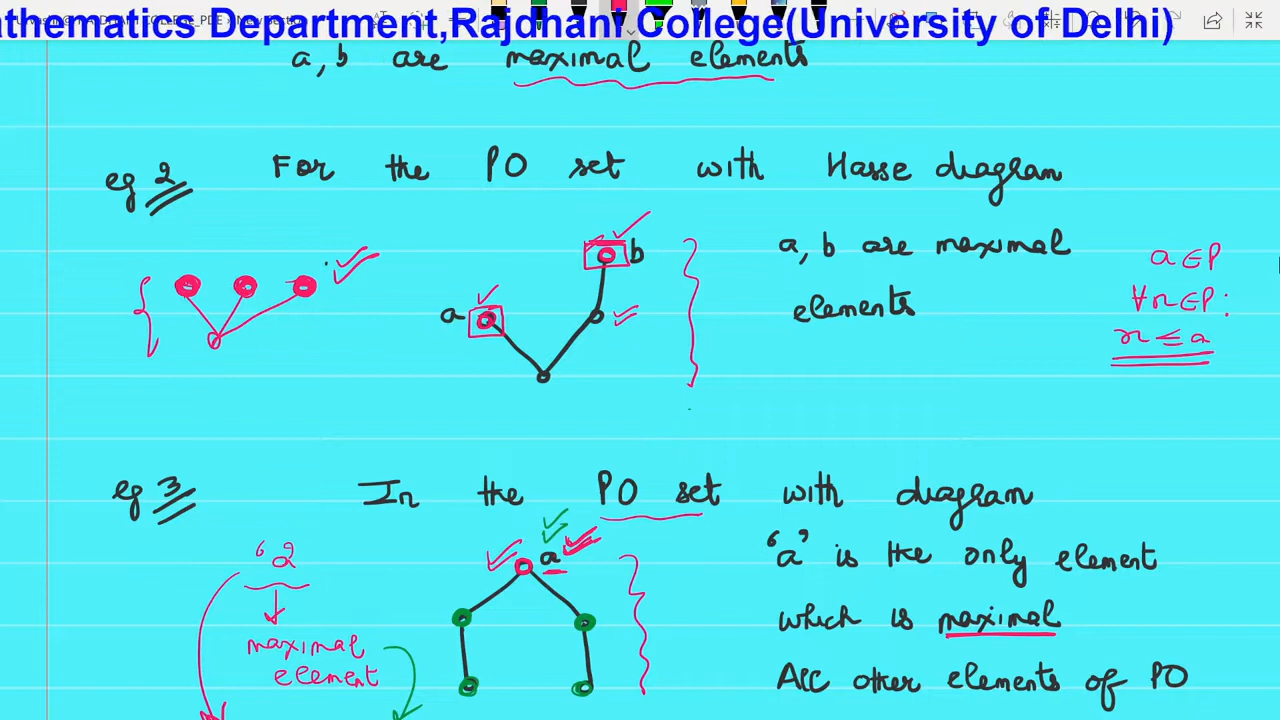 athematics Department,Rajdhani College(University of Delhi)
a, b are maximal elements
eg 2 For the PO set with Hasse diagram
a, b are maximal
elements
b
a
a ∈ P
∀ x ∈ P :
x ≤ a
eg 3 In the PO set with diagram
a
'a' is the only element
which is maximal
All other elements of PO
'a
maximal
element